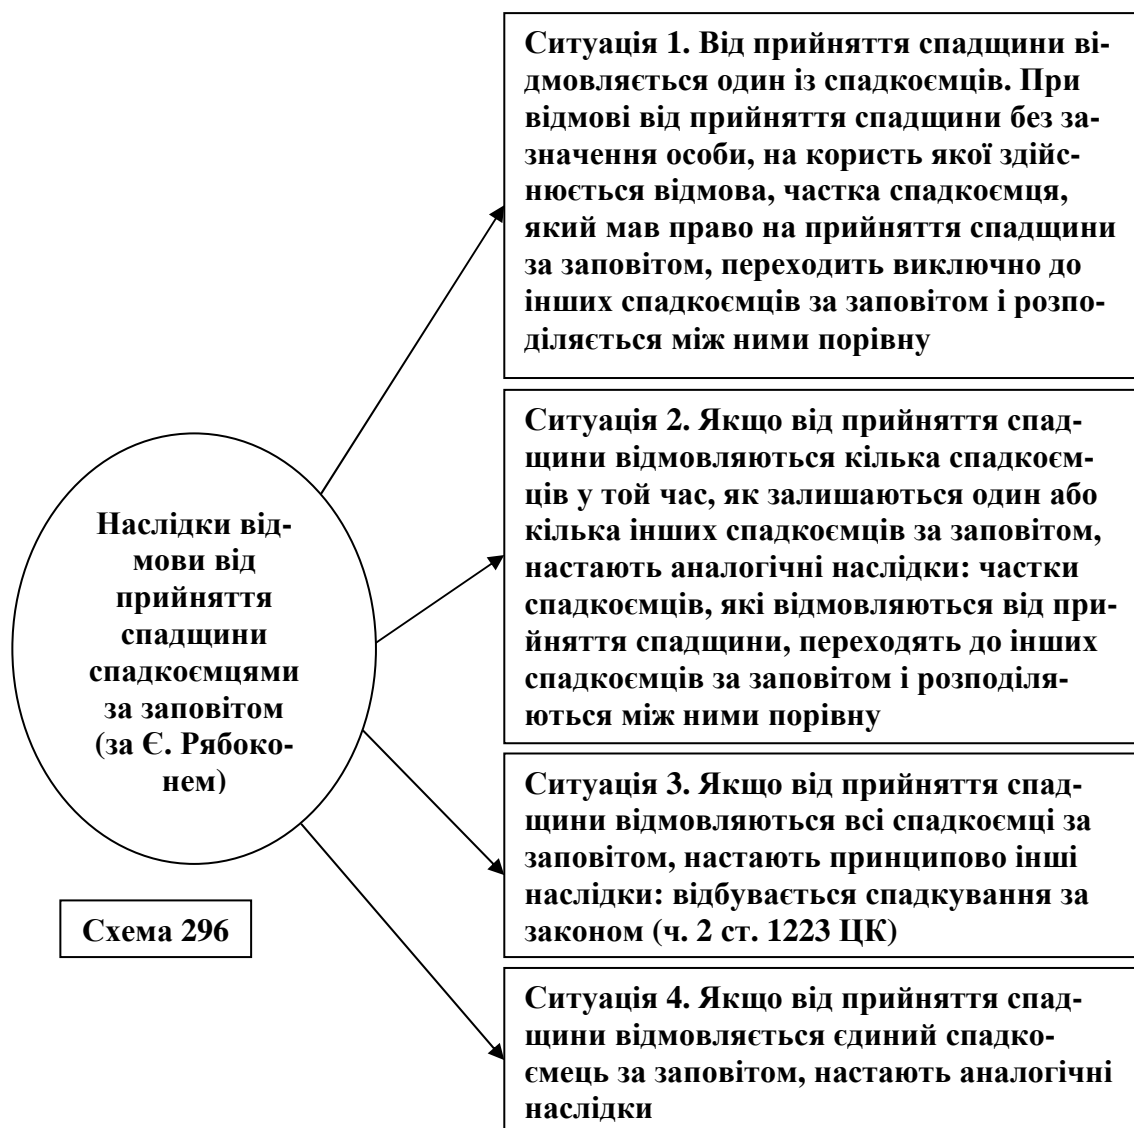 Ситуація 1. Від прийняття спадщини ві-
дмовляється один із спадкоємців. При
відмові від прийняття спадщини без за-
значення особи, на користь якої здійс-
нюється відмова, частка спадкоємця,
який мав право на прийняття спадщини
за заповітом, переходить виключно до
інших спадкоємців за заповітом і розпо-
діляється між ними порівну
Ситуація 2. Якщо від прийняття спад-
щини відмовляються кілька спадкоєм-
ців у той час, як залишаються один або
кілька інших спадкоємців за заповітом,
настають аналогічні наслідки: частки
спадкоємців, які відмовляються від при-
йняття спадщини, переходять до інших
спадкоємців за заповітом і розподіля-
ються між ними порівну
Наслідки від-
мови від
прийняття
спадщини
спадкоємцями
за заповітом
(за Є. Рябоко-
нем)
Ситуація 3. Якщо від прийняття спад-
щини відмовляються всі спадкоємці за
заповітом, настають принципово інші
наслідки: відбувається спадкування за
законом (ч. 2 ст. 1223 ЦК)
Схема 296
Ситуація 4. Якщо від прийняття спад-
щини відмовляється єдиний спадко-
ємець за заповітом, настають аналогічні
наслідки